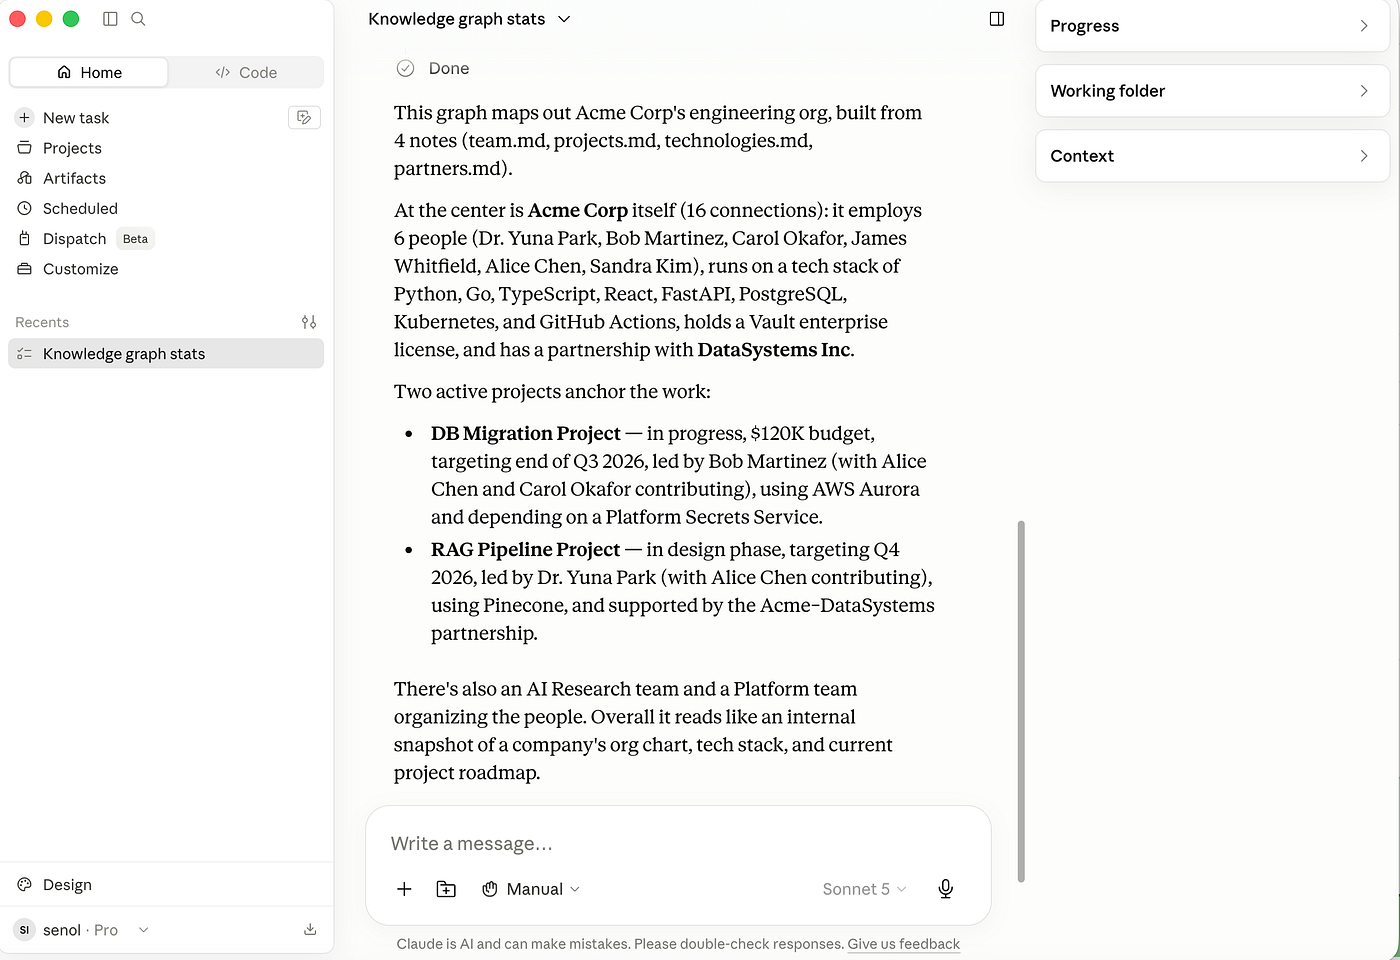 Home
Code
New task
Projects
Artifacts
Scheduled
Dispatch Beta
Customize
Recents
Knowledge graph stats
Design
SI senol · Pro
Knowledge graph stats
Done
This graph maps out Acme Corp's engineering org, built from
4 notes (team.md, projects.md, technologies.md,
partners.md).
At the center is Acme Corp itself (16 connections): it employs
6 people (Dr. Yuna Park, Bob Martinez, Carol Okafor, James
Whitfield, Alice Chen, Sandra Kim), runs on a tech stack of
Python, Go, TypeScript, React, FastAPI, PostgreSQL,
Kubernetes, and GitHub Actions, holds a Vault enterprise
license, and has a partnership with DataSystems Inc.
Two active projects anchor the work:
• DB Migration Project — in progress, $120K budget,
targeting end of Q3 2026, led by Bob Martinez (with Alice
Chen and Carol Okafor contributing), using AWS Aurora
and depending on a Platform Secrets Service.
• RAG Pipeline Project — in design phase, targeting Q4
2026, led by Dr. Yuna Park (with Alice Chen contributing),
using Pinecone, and supported by the Acme–DataSystems
partnership.
There's also an AI Research team and a Platform team
organizing the people. Overall it reads like an internal
snapshot of a company's org chart, tech stack, and current
project roadmap.
Write a message...
Manual
Sonnet 5
Claude is AI and can make mistakes. Please double-check responses. Give us feedback
Progress
Working folder
Context